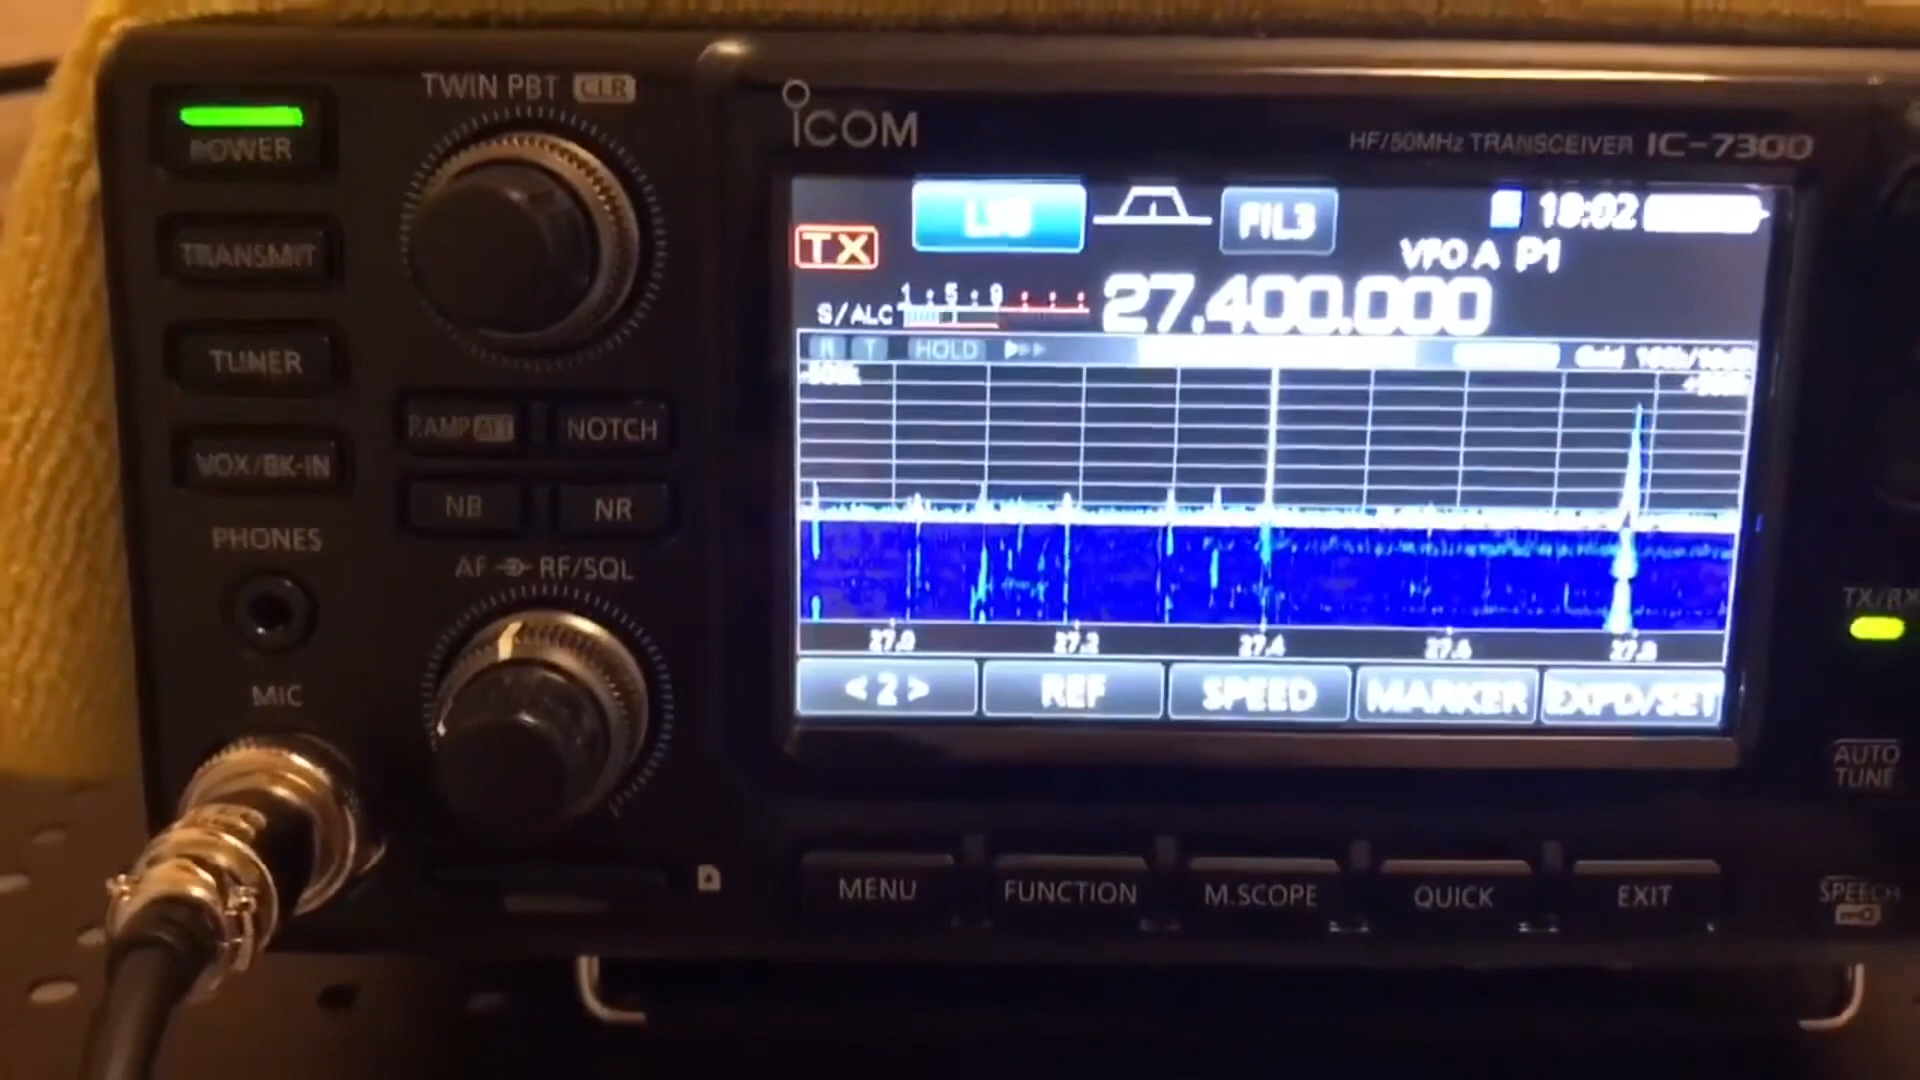 TWIN PBT CLR
POWER
TRANSMIT
TUNER
VOX/BK-IN
P.AMP ATT
NOTCH
NB
NR
PHONES
AF RF/SQL
MIC
ICOM
HF/50MHz TRANSCEIVER IC-7300
LSB
FIL3
18:02
TX
VFO A P1
S/ALC
1 5 9
27.400.000
R T HOLD
27.0 27.2 27.4 27.6 27.8
< 2 >
REF
SPEED
MARKER
EXPD/SET
MENU
FUNCTION
M.SCOPE
QUICK
EXIT
TX/RX
AUTO
TUNE
SPEECH